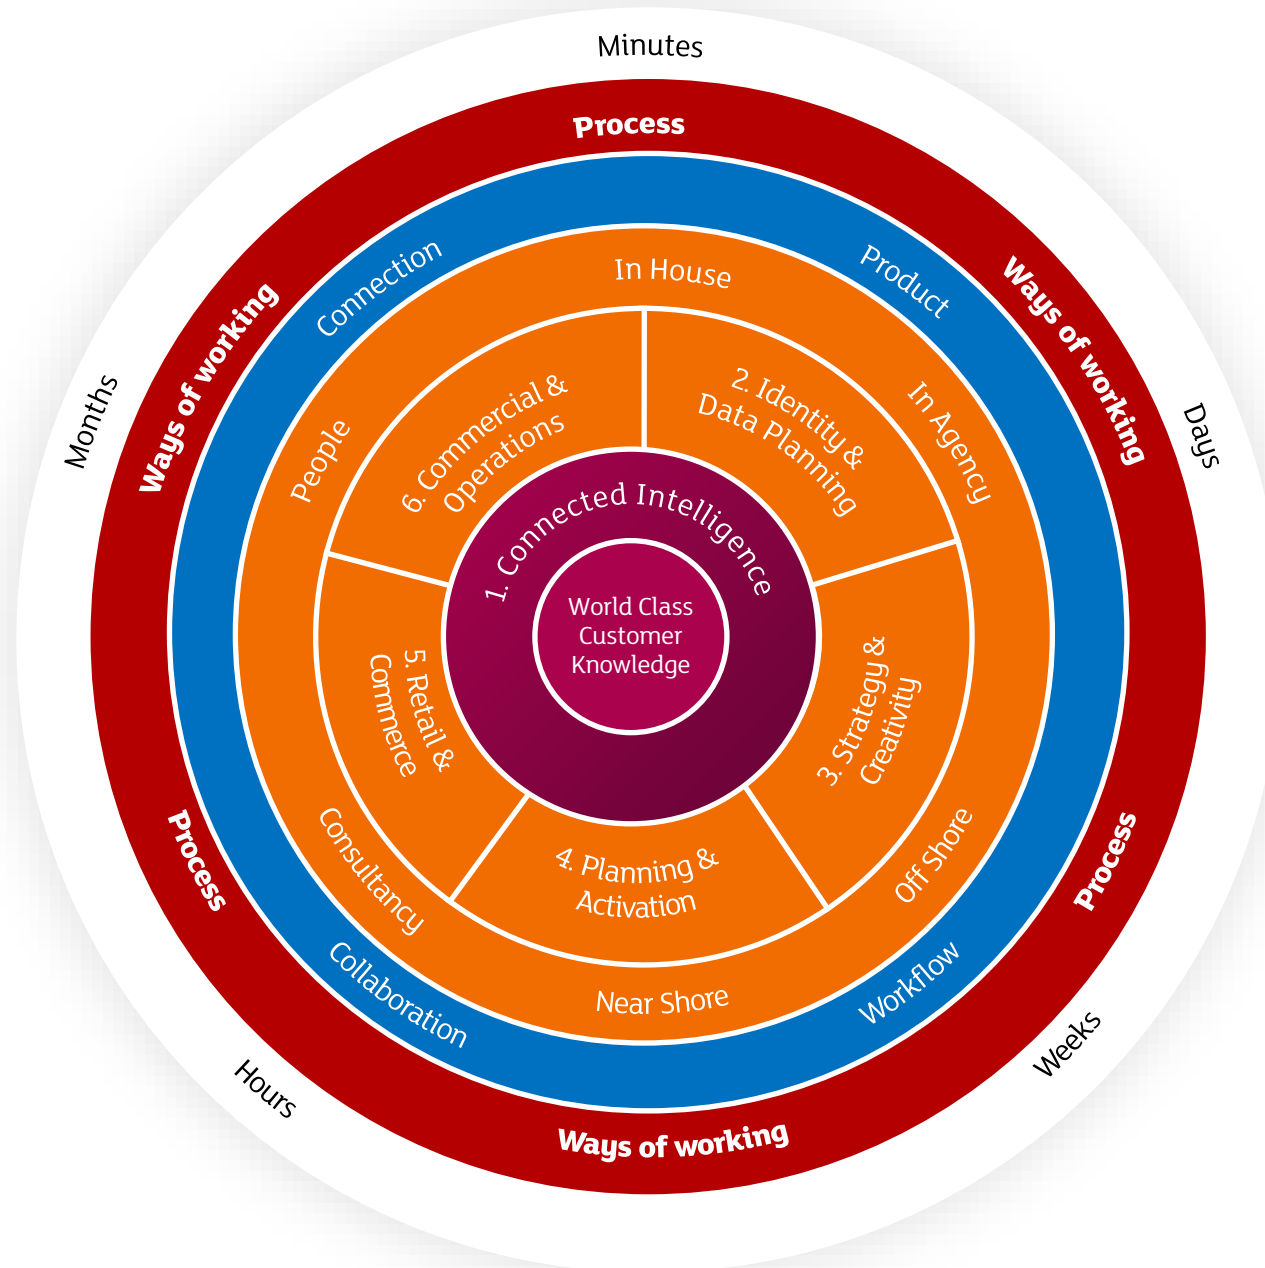 Minutes
Process
Connection
Product
In House
Ways of working
Ways of working
Months
Days
People
In Agency
6. Commercial &
Operations
2. Identity &
Data Planning
1. Connected Intelligence
World Class
Customer
Knowledge
5. Retail &
Commerce
3. Strategy &
Creativity
4. Planning &
Activation
Consultancy
Off Shore
Process
Process
Near Shore
Collaboration
Workflow
Hours
Weeks
Ways of working